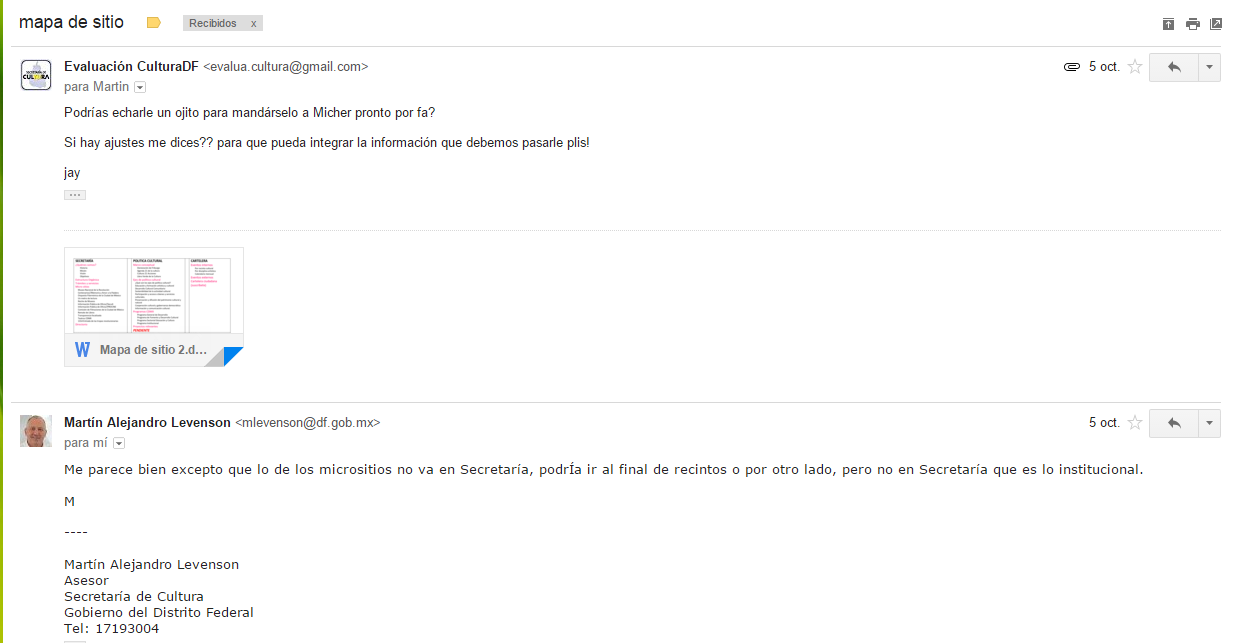 mapa de sitio
Recibidos x
Evaluación CulturaDF <evalua.cultura@gmail.com>
5 oct.
para Martin
Podrías echarle un ojito para mandárselo a Micher pronto por fa?
Si hay ajustes me dices?? para que pueda integrar la información que debemos pasarle plis!
jay
SECRETARÍA POLÍTICA CULTURAL CARTELERA
W Mapa de sitio 2.d...
Martín Alejandro Levenson <mlevenson@df.gob.mx>
5 oct.
para mí
Me parece bien excepto que lo de los micrositios no va en Secretaría, podrÍa ir al final de recintos o por otro lado, pero no en Secretaría que es lo institucional.
M
----
Martín Alejandro Levenson
Asesor
Secretaría de Cultura
Gobierno del Distrito Federal
Tel: 17193004